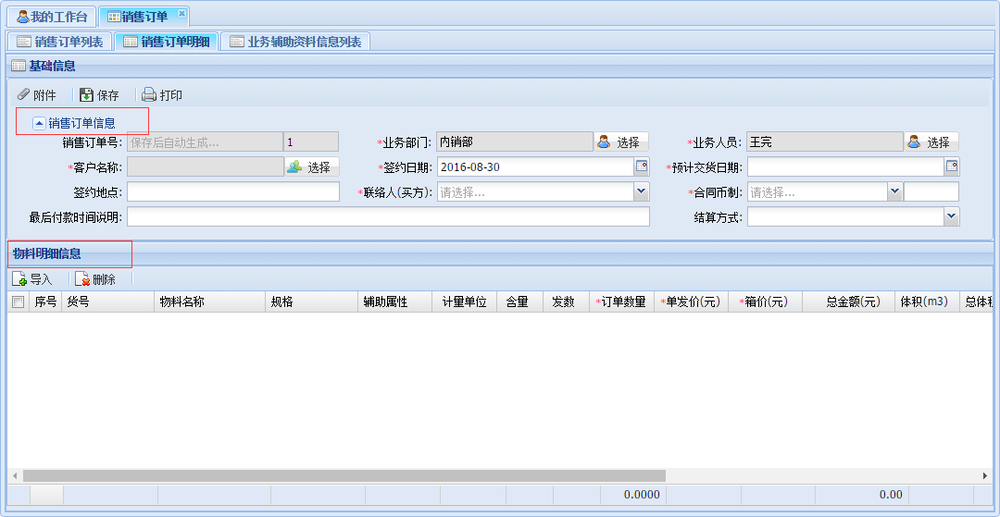 我的工作台 销售订单
销售订单列表 销售订单明细 业务辅助资料信息列表
基础信息
附件 保存 打印
销售订单信息
销售订单号: 保存后自动生成... 1 *业务部门: 内销部 选择 *业务人员: 王完 选择
*客户名称: 选择 *签约日期: 2016-08-30 *预计交货日期:
签约地点: *联络人(买方): 请选择... *合同币制: 请选择...
最后付款时间说明: 结算方式:
物料明细信息
导入 删除
序号 货号 物料名称 规格 辅助属性 计量单位 含量 发数 *订单数量 *单发价(元) *箱价(元) 总金额(元) 体积(m3) 总体积
0.0000 0.00